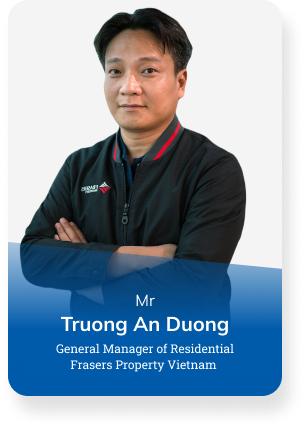 Mr
Truong An Duong
General Manager of Residential
Frasers Property Vietnam